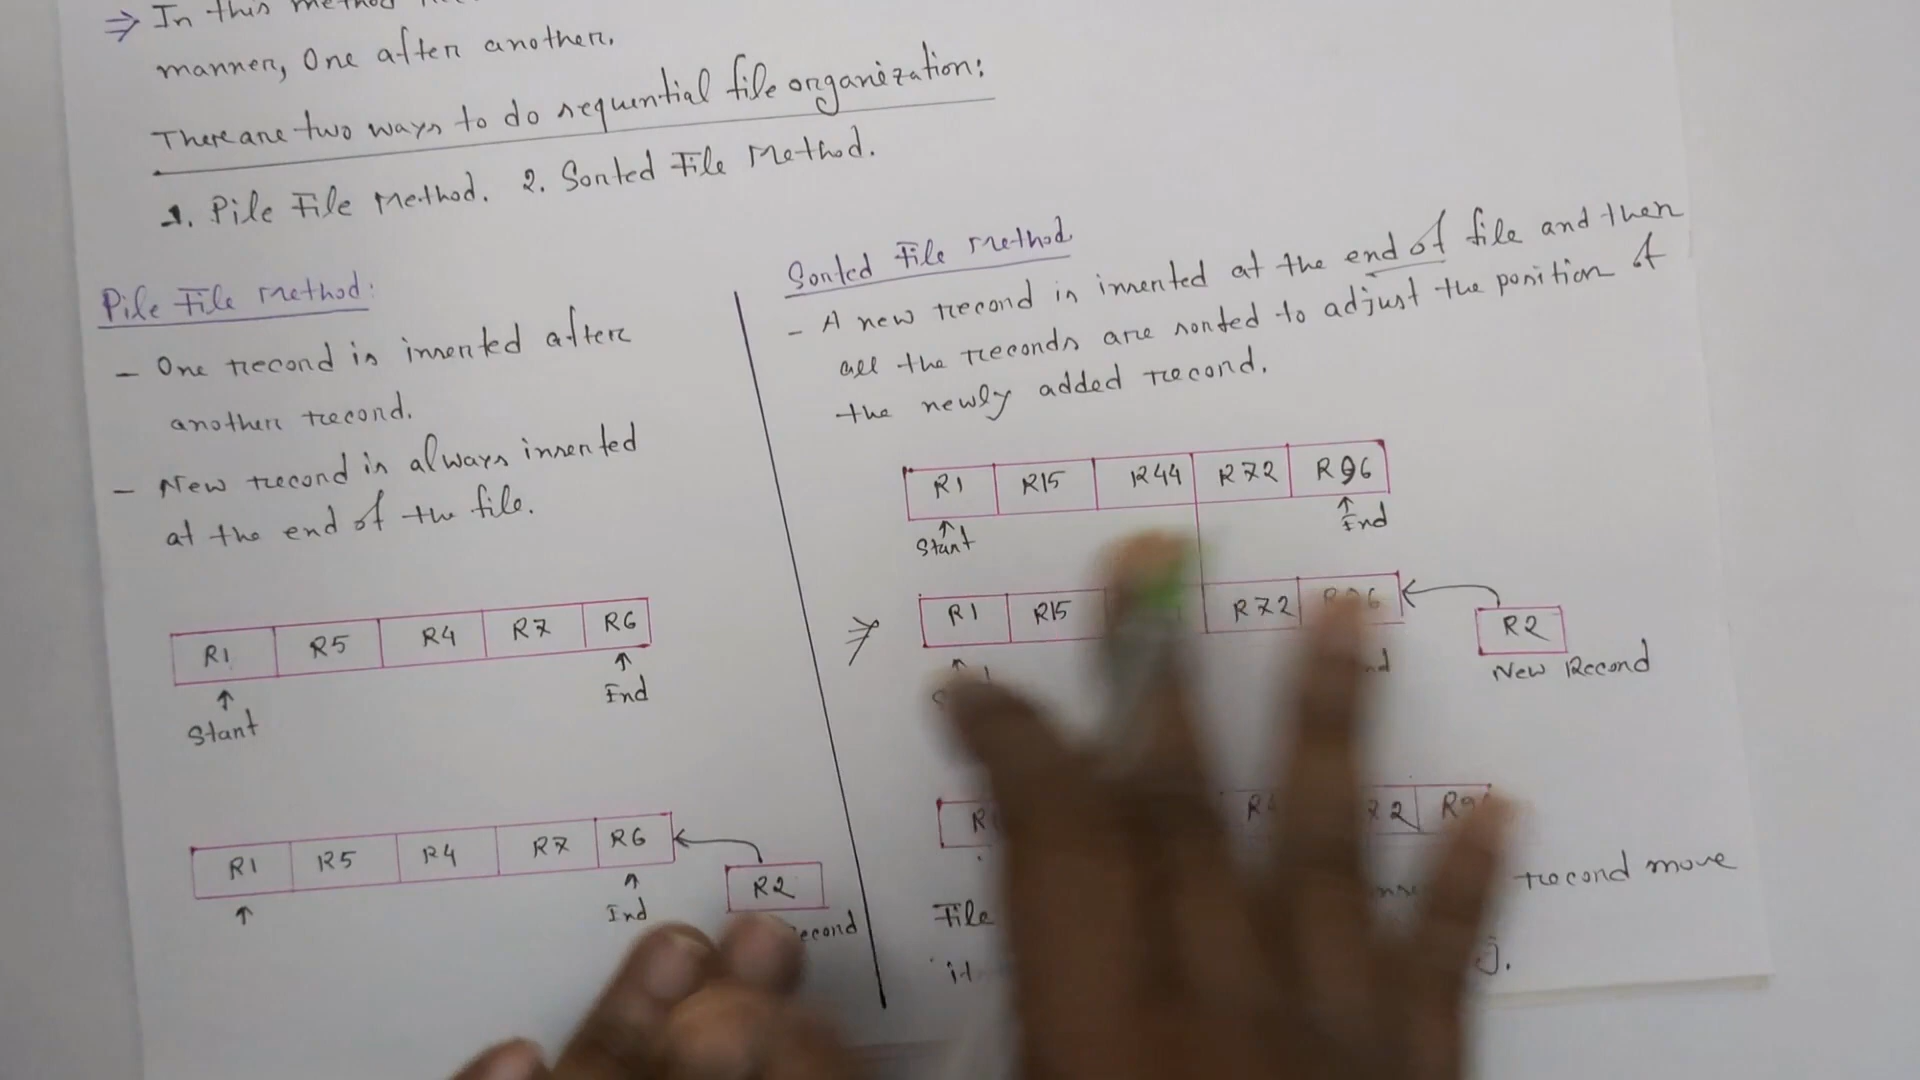 ⇒ In this method
manner, One after another.
There are two ways to do sequential file organization:
1. Pile File Method. 2. Sorted File Method.
Pile File Method:
- One record is inserted after
another record.
- New record is always inserted
at the end of the file.
R1 R5 R4 R7 R6
↑ Start ↑ End
R1 R5 R4 R7 R6
↑ ↑ End
R2
Sorted File Method
- A new record is inserted at the end of file and then
all the records are sorted to adjust the position of
the newly added record.
R1 R15 R44 R72 R96
↑ Start ↑ End
⇒ R1 R15 R72
R2
New Record
File record move
it